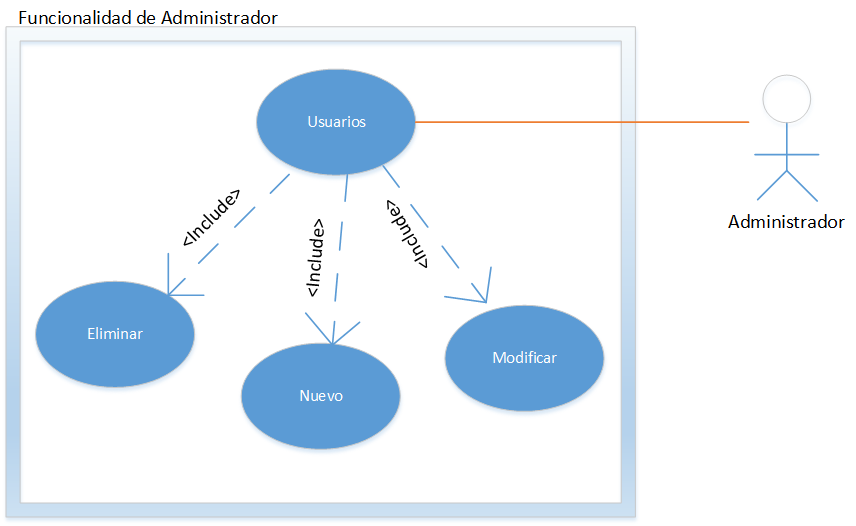 Funcionalidad de Administrador
Usuarios
<Include>
<Include>
<Include>
Administrador
Eliminar
Nuevo
Modificar